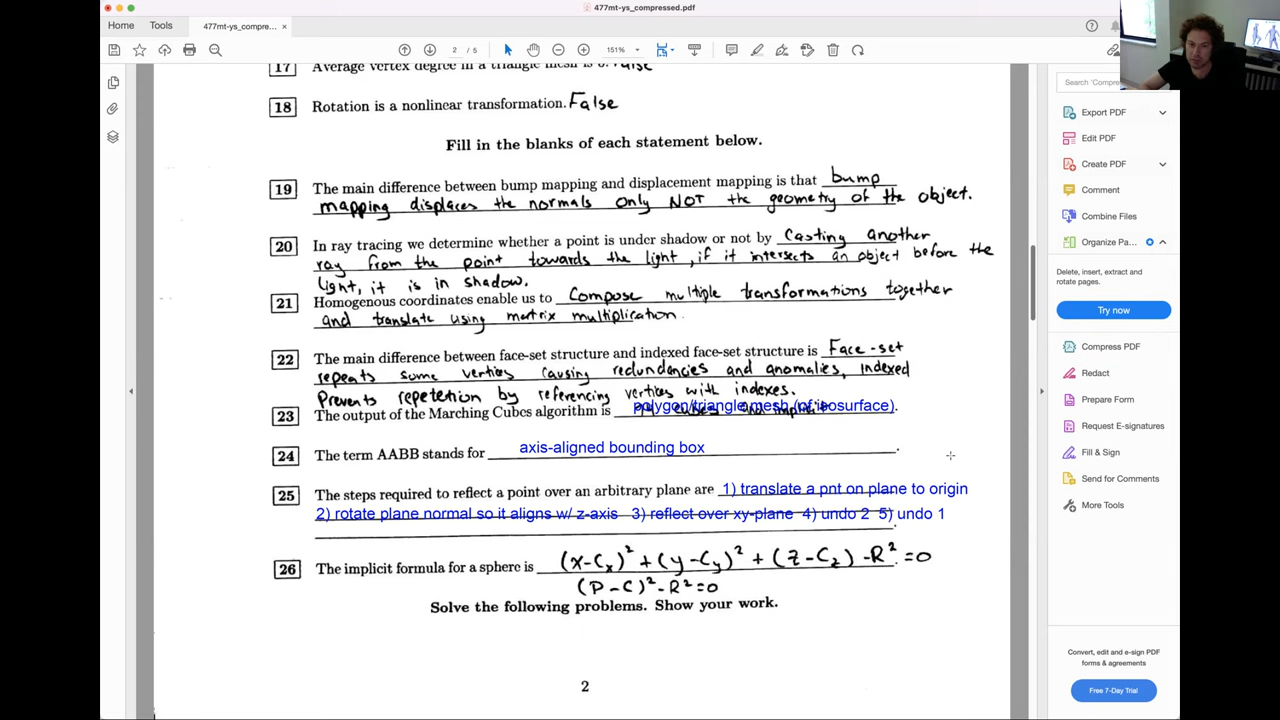 477mt-ys_compressed.pdf
Home Tools 477mt-ys_compre... ×
2 / 5 151%
Search 'Compre
17 Average vertex degree in a triangle mesh is 6. False
18 Rotation is a nonlinear transformation. False
Fill in the blanks of each statement below.
19 The main difference between bump mapping and displacement mapping is that bump
mapping displaces the normals only NOT the geometry of the object.
20 In ray tracing we determine whether a point is under shadow or not by casting another
ray from the point towards the light, if it intersects an object before the
light, it is in shadow.
21 Homogenous coordinates enable us to Compose multiple transformations together
and translate using matrix multiplication.
22 The main difference between face-set structure and indexed face-set structure is Face-set
repeats some verties causing redundencies and anomalies, Indexed
Prevents repetetion by referencing vertices with indexes.
23 The output of the Marching Cubes algorithm is polygon/triangle mesh (of isosurface).
24 The term AABB stands for axis-aligned bounding box.
25 The steps required to reflect a point over an arbitrary plane are 1) translate a pnt on plane to origin
2) rotate plane normal so it aligns w/ z-axis 3) reflect over xy-plane 4) undo 2 5) undo 1
26 The implicit formula for a sphere is (x-Cx)² + (y-Cy)² + (z-Cz) -R² = 0
(P-C)² - R² = 0
Solve the following problems. Show your work.
2
Export PDF
Edit PDF
Create PDF
Comment
Combine Files
Organize Pa...
Delete, insert, extract and
rotate pages.
Try now
Compress PDF
Redact
Prepare Form
Request E-signatures
Fill & Sign
Send for Comments
More Tools
Convert, edit and e-sign PDF
forms & agreements
Free 7-Day Trial